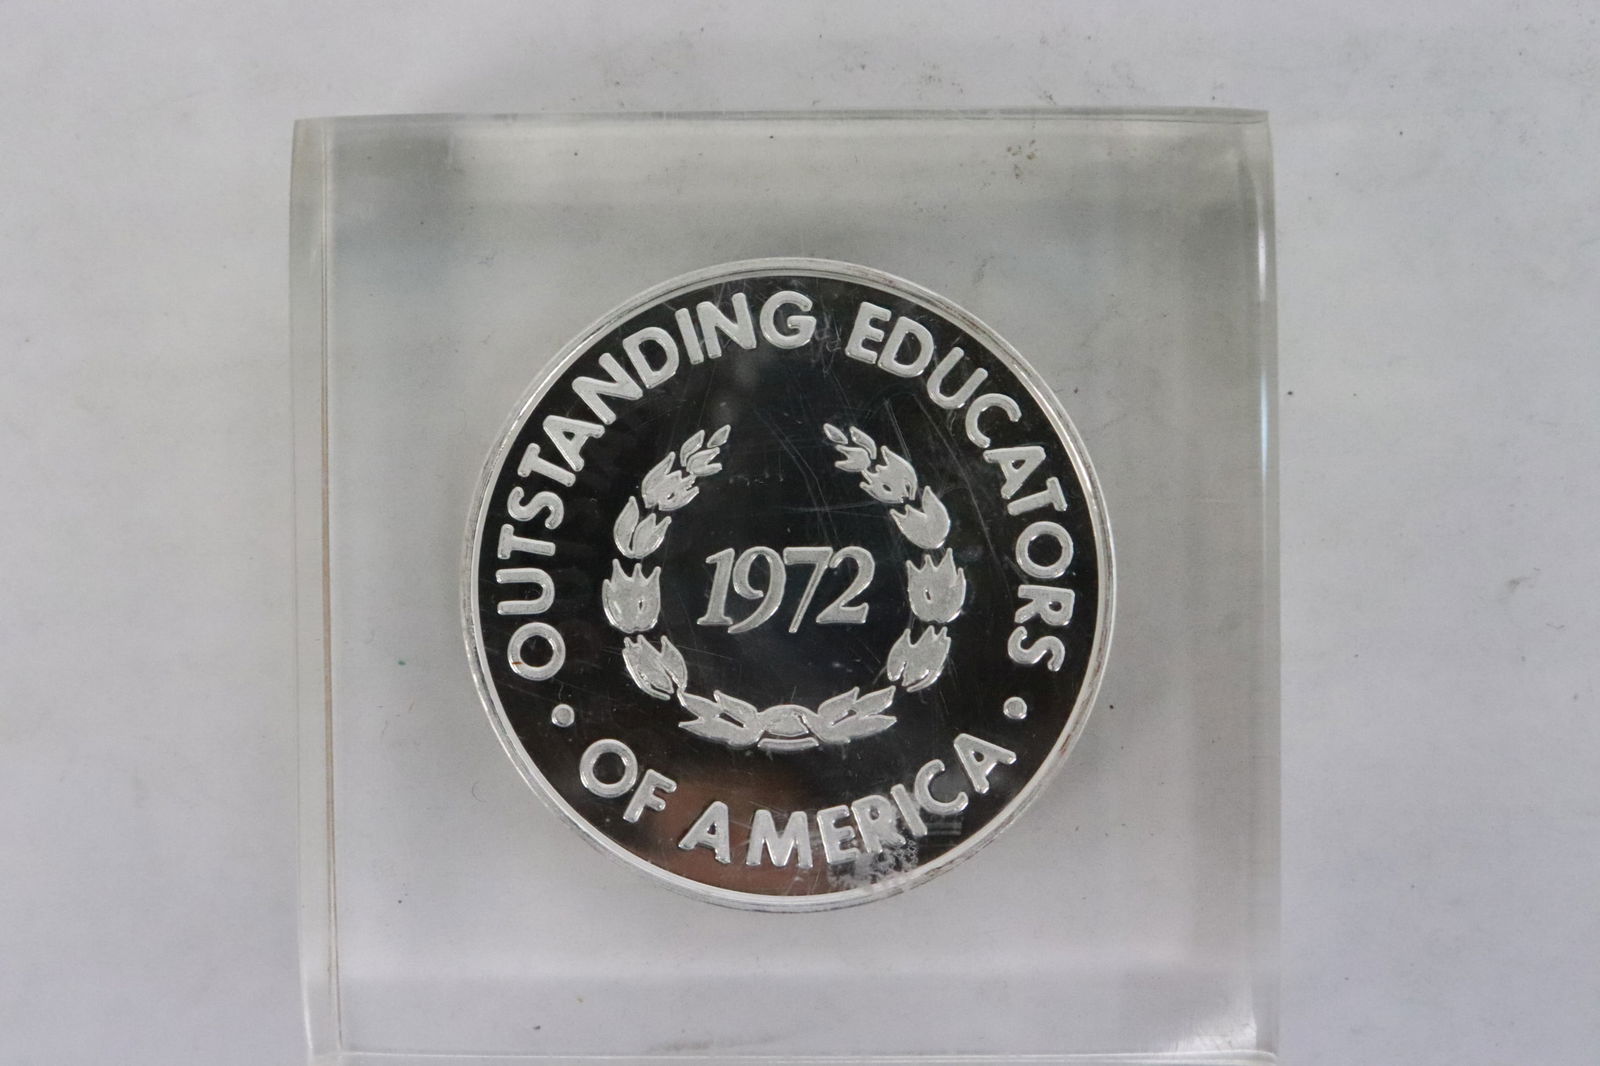 OUTSTANDING EDUCATORS
1972
• OF AMERICA •